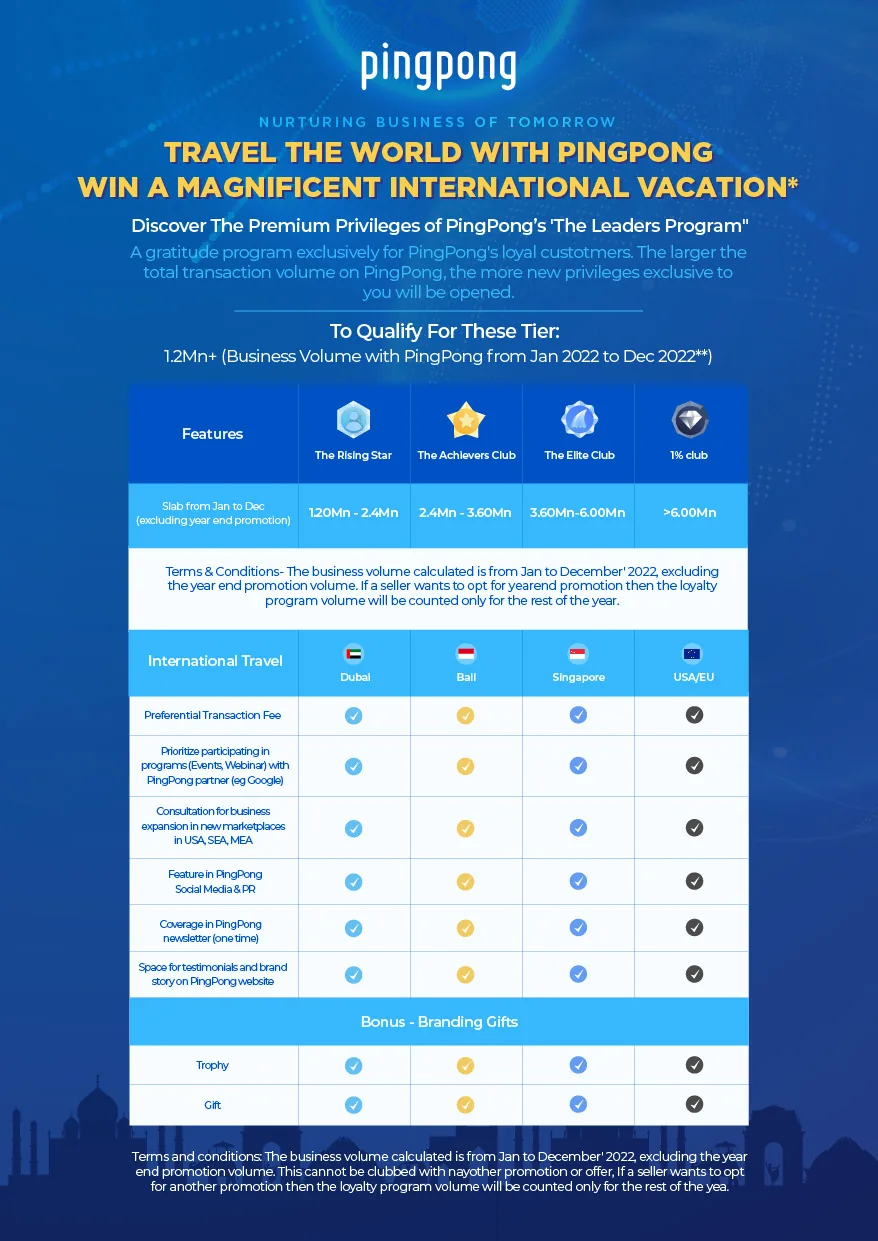 pingpong
NURTURING BUSINESS OF TOMORROW
TRAVEL THE WORLD WITH PINGPONG
WIN A MAGNIFICENT INTERNATIONAL VACATION*
Discover The Premium Privileges of PingPong's 'The Leaders Program"
A gratitude program exclusively for PingPong's loyal custotmers. The larger the
total transaction volume on PingPong, the more new privileges exclusive to
you will be opened.
To Qualify For These Tier:
1.2Mn+ (Business Volume with PingPong from Jan 2022 to Dec 2022**)
Features
The Rising Star
The Achievers Club
The Elite Club
1% club
Slab from Jan to Dec
(excluding year end promotion)
1.20Mn - 2.4Mn
2.4Mn - 3.60Mn
3.60Mn-6.00Mn
>6.00Mn
Terms & Conditions- The business volume calculated is from Jan to December' 2022, excluding
the year end promotion volume. If a seller wants to opt for yearend promotion then the loyalty
program volume will be counted only for the rest of the year.
International Travel
Dubai
Bali
Singapore
USA/EU
Preferential Transaction Fee
Prioritize participating in
programs (Events, Webinar) with
PingPong partner (eg Google)
Consultation for business
expansion in new marketplaces
in USA, SEA, MEA
Feature in PingPong
Social Media & PR
Coverage in PingPong
newsletter (one time)
Space for testimonials and brand
story on PingPong website
Bonus - Branding Gifts
Trophy
Gift
Terms and conditions: The business volume calculated is from Jan to December' 2022, excluding the year
end promotion volume. This cannot be clubbed with nayother promotion or offer, If a seller wants to opt
for another promotion then the loyalty program volume will be counted only for the rest of the yea.